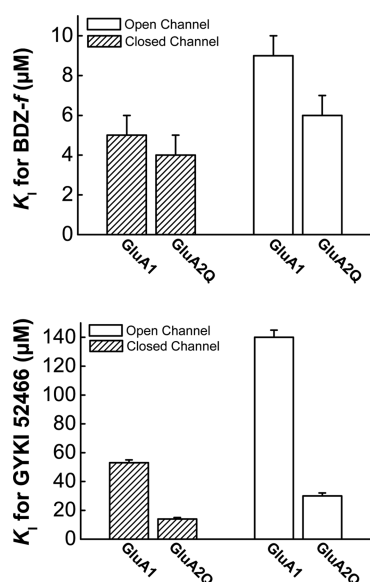 Open Channel
Closed Channel
K_I for BDZ-f (μM)
10
8
6
4
2
0
GluA1
GluA2Q
GluA1
GluA2Q
Open Channel
Closed Channel
K_I for GYKI 52466 (μM)
140
120
100
80
60
40
20
0
GluA1
GluA2Q
GluA1
GluA2Q